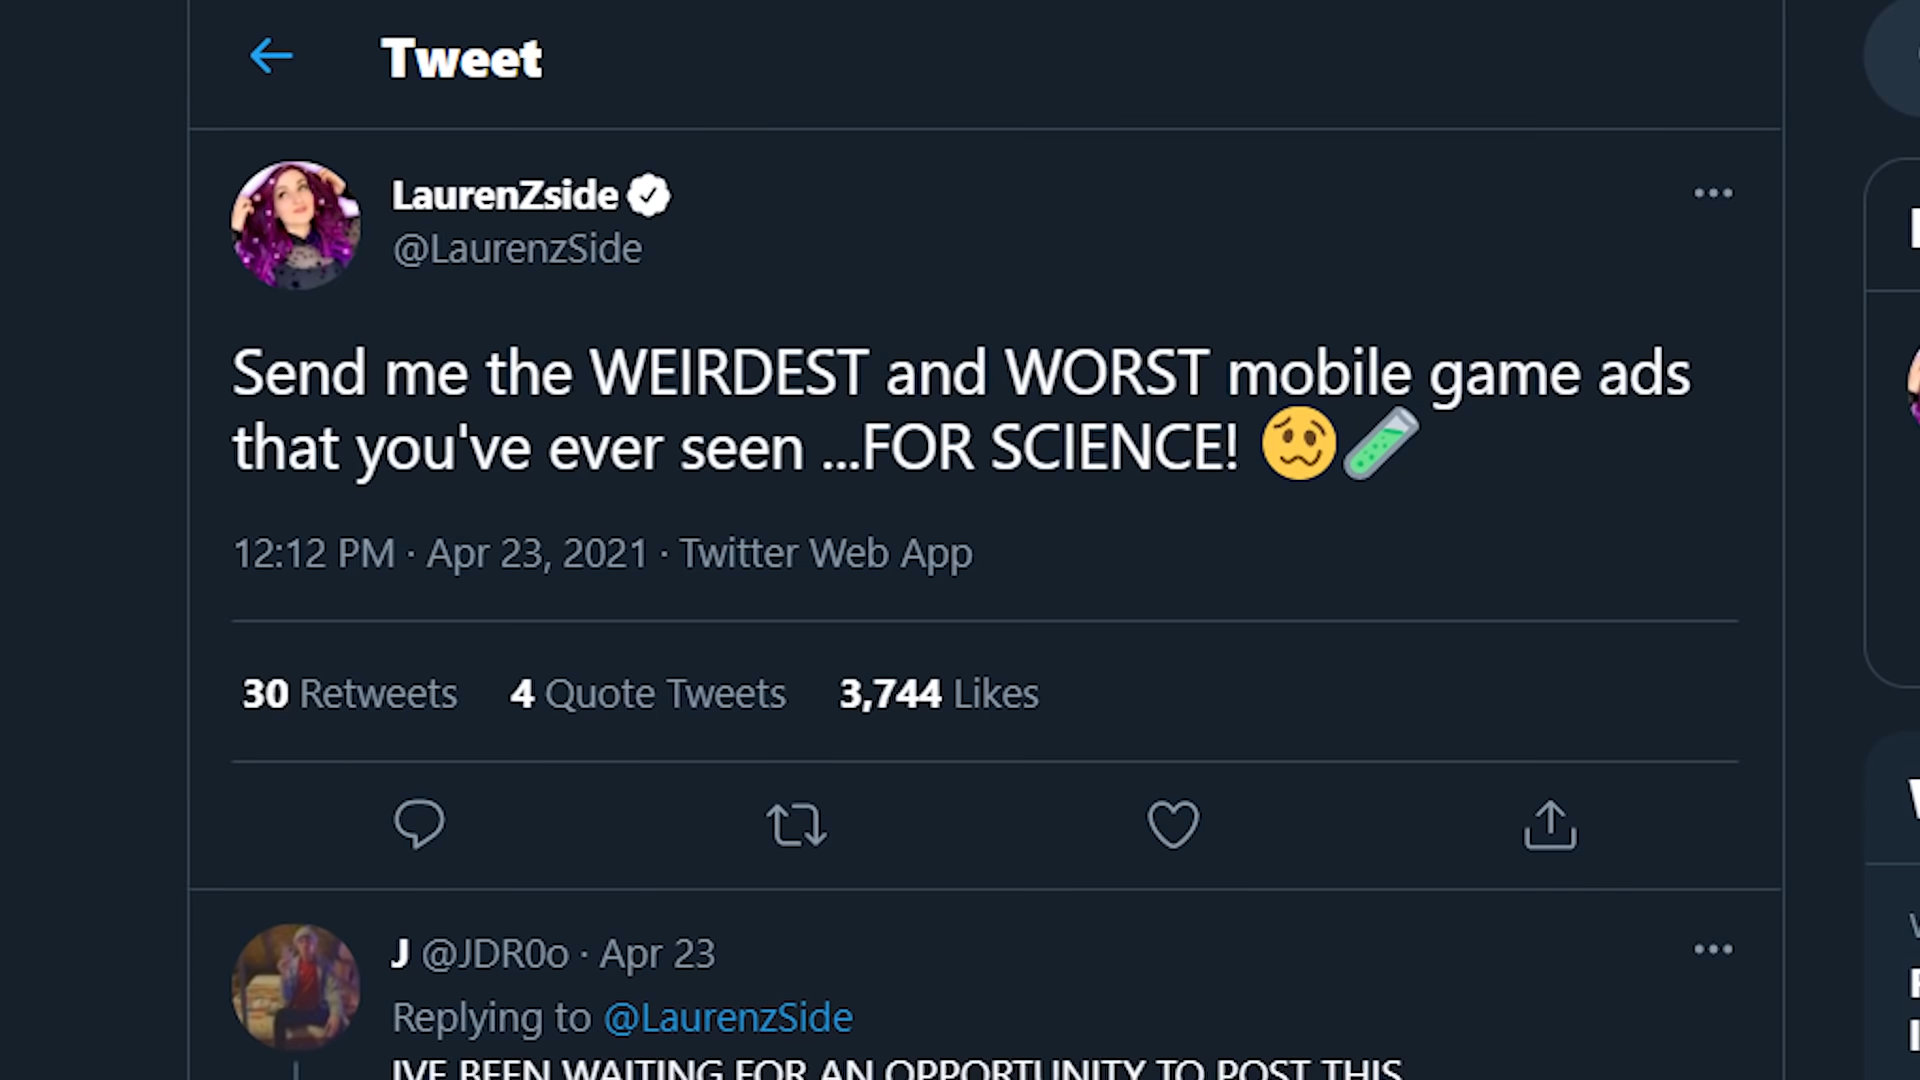 Tweet
LaurenZside
@LaurenzSide
Send me the WEIRDEST and WORST mobile game ads
that you've ever seen ...FOR SCIENCE! 🥴🧪
12:12 PM · Apr 23, 2021 · Twitter Web App
30 Retweets 4 Quote Tweets 3,744 Likes
J @JDR0o · Apr 23
Replying to @LaurenzSide
IVE BEEN WAITING FOR AN OPPORTUNITY TO POST THIS